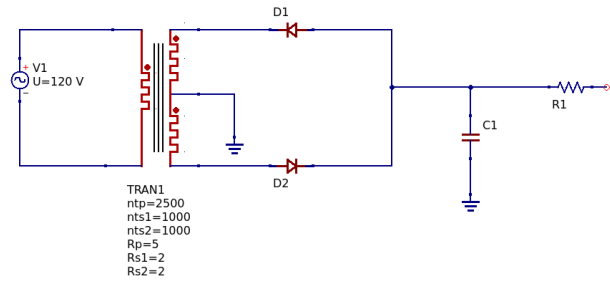 D1
V1
U=120 V
R1
C1
D2
TRAN1
ntp=2500
nts1=1000
nts2=1000
Rp=5
Rs1=2
Rs2=2